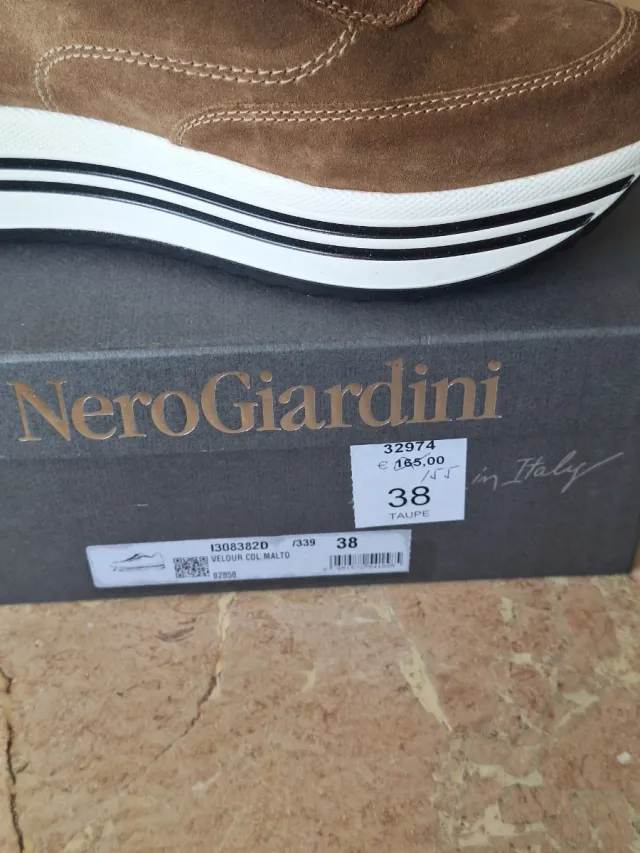 NeroGiardini
in Italy
32974
€ 165,00
155
38
TAUPE
I308382D /339 38
VELOUR COL.MALTO